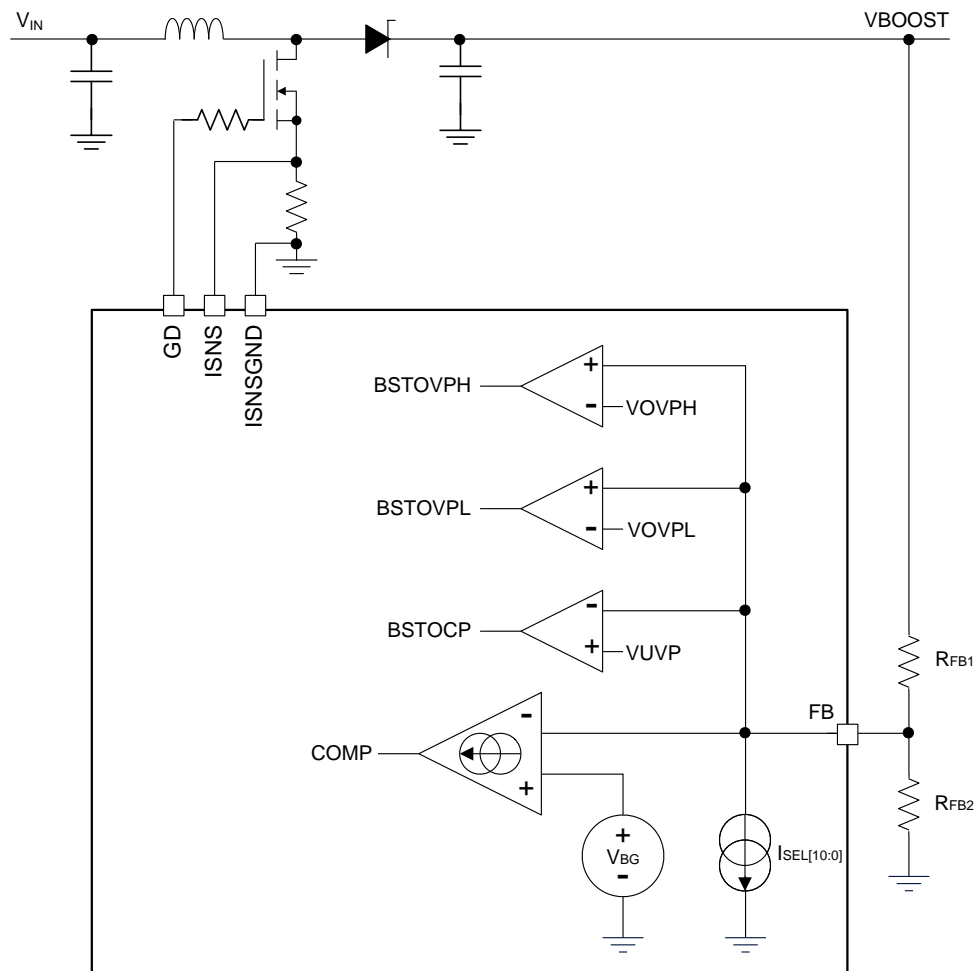 VIN
VBOOST
GD
ISNS
ISNSGND
+
BSTOVPH
-
VOVPH
+
BSTOVPL
-
VOVPL
-
BSTOCP
+
VUVP
RFB1
FB
-
COMP
+
RFB2
+
VBG
-
ISEL[10:0]